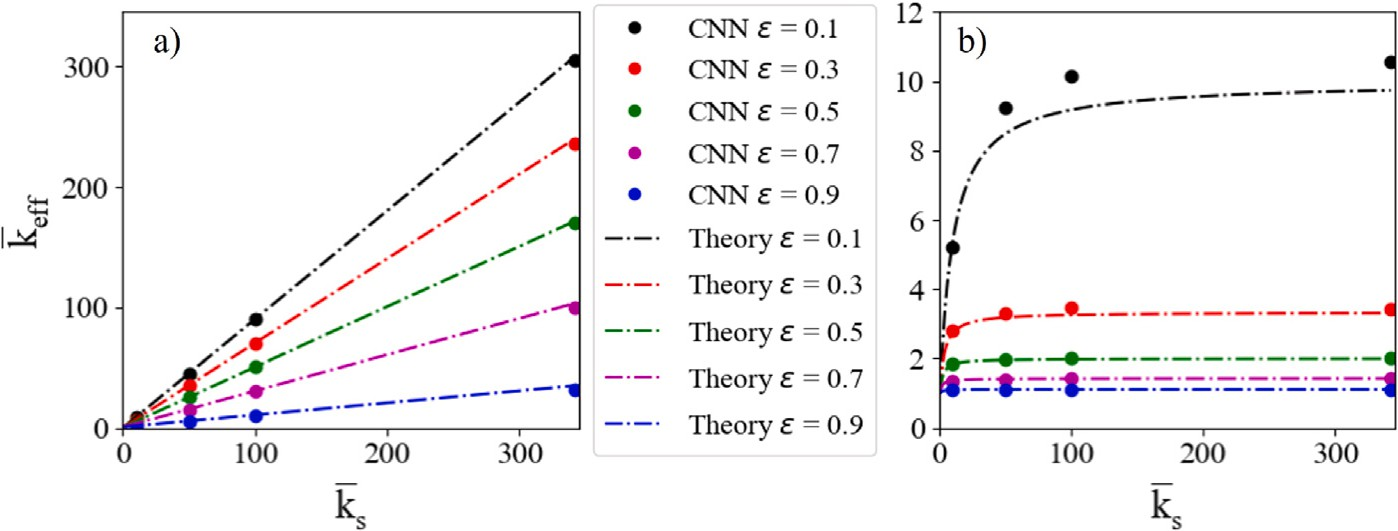 a)
300
200
100
0
0
100
200
300
k̅eff
k̅s
CNN ε = 0.1
CNN ε = 0.3
CNN ε = 0.5
CNN ε = 0.7
CNN ε = 0.9
Theory ε = 0.1
Theory ε = 0.3
Theory ε = 0.5
Theory ε = 0.7
Theory ε = 0.9
b)
12
10
8
6
4
2
0
0
100
200
300
k̅s